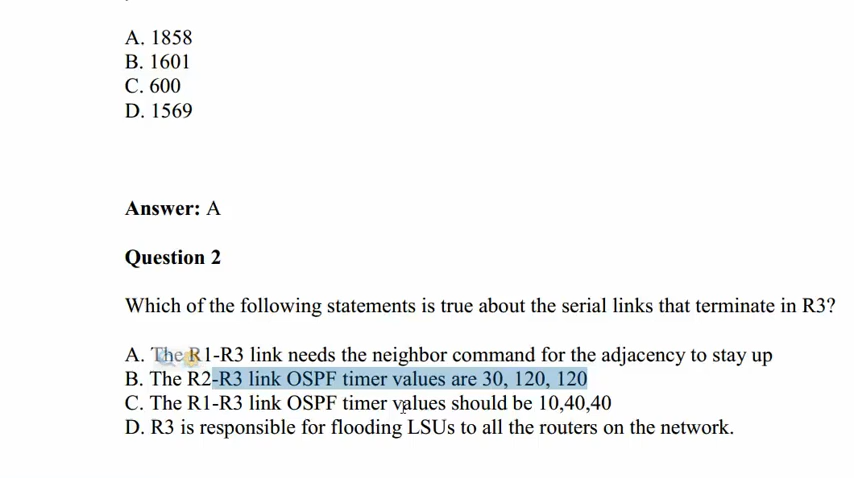 A. 1858
B. 1601
C. 600
D. 1569
Answer: A
Question 2
Which of the following statements is true about the serial links that terminate in R3?
A. The R1-R3 link needs the neighbor command for the adjacency to stay up
B. The R2-R3 link OSPF timer values are 30, 120, 120
C. The R1-R3 link OSPF timer values should be 10,40,40
D. R3 is responsible for flooding LSUs to all the routers on the network.